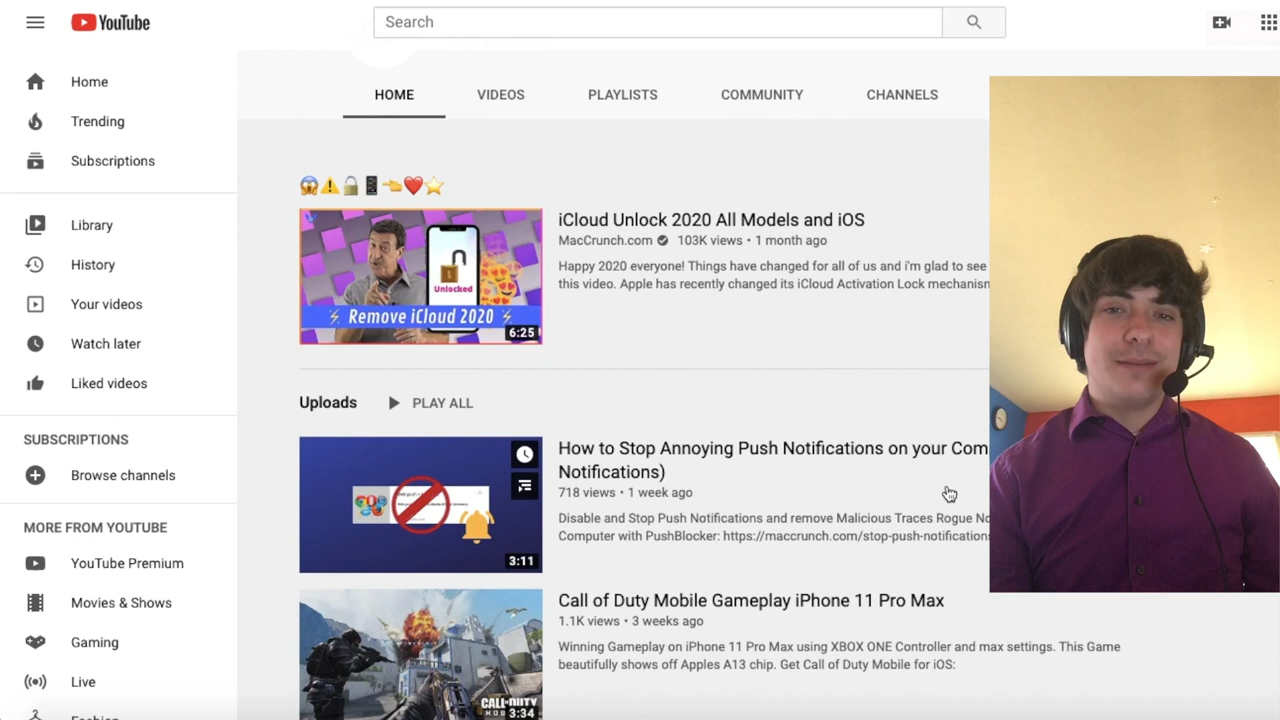 YouTube
Search
Home
Trending
Subscriptions
Library
History
Your videos
Watch later
Liked videos
SUBSCRIPTIONS
Browse channels
MORE FROM YOUTUBE
YouTube Premium
Movies & Shows
Gaming
Live
HOME VIDEOS PLAYLISTS COMMUNITY CHANNELS
😱⚠️🔒📱👈❤️⭐
Unlocked
⚡ Remove iCloud 2020 ⚡
6:25
iCloud Unlock 2020 All Models and iOS
MacCrunch.com 103K views • 1 month ago
Happy 2020 everyone! Things have changed for all of us and i'm glad to see
this video. Apple has recently changed its iCloud Activation Lock mechanism
Uploads PLAY ALL
3:11
How to Stop Annoying Push Notifications on your Com
Notifications)
718 views • 1 week ago
Disable and Stop Push Notifications and remove Malicious Traces Rogue No
Computer with PushBlocker: https://maccrunch.com/stop-push-notifications
CALL OF DUTY
3:34
Call of Duty Mobile Gameplay iPhone 11 Pro Max
1.1K views • 3 weeks ago
Winning Gameplay on iPhone 11 Pro Max using XBOX ONE Controller and max settings. This Game
beautifully shows off Apples A13 chip. Get Call of Duty Mobile for iOS: